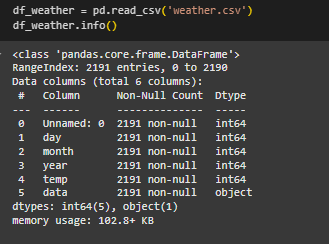 df_weather = pd.read_csv('weather.csv')
df_weather.info()
<class 'pandas.core.frame.DataFrame'>
RangeIndex: 2191 entries, 0 to 2190
Data columns (total 6 columns):
 #   Column      Non-Null Count  Dtype
---  ------      --------------  -----
 0   Unnamed: 0  2191 non-null   int64
 1   day         2191 non-null   int64
 2   month       2191 non-null   int64
 3   year        2191 non-null   int64
 4   temp        2191 non-null   int64
 5   data        2191 non-null   object
dtypes: int64(5), object(1)
memory usage: 102.8+ KB